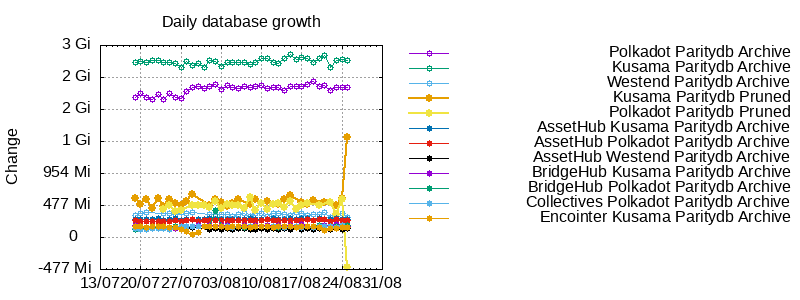 Daily database growth
3 Gi
2 Gi
2 Gi
1 Gi
954 Mi
477 Mi
0
-477 Mi
Change
13/07 20/07 27/07 03/08 10/08 17/08 24/08 31/08
Polkadot Paritydb Archive
Kusama Paritydb Archive
Westend Paritydb Archive
Kusama Paritydb Pruned
Polkadot Paritydb Pruned
AssetHub Kusama Paritydb Archive
AssetHub Polkadot Paritydb Archive
AssetHub Westend Paritydb Archive
BridgeHub Kusama Paritydb Archive
BridgeHub Polkadot Paritydb Archive
Collectives Polkadot Paritydb Archive
Encointer Kusama Paritydb Archive